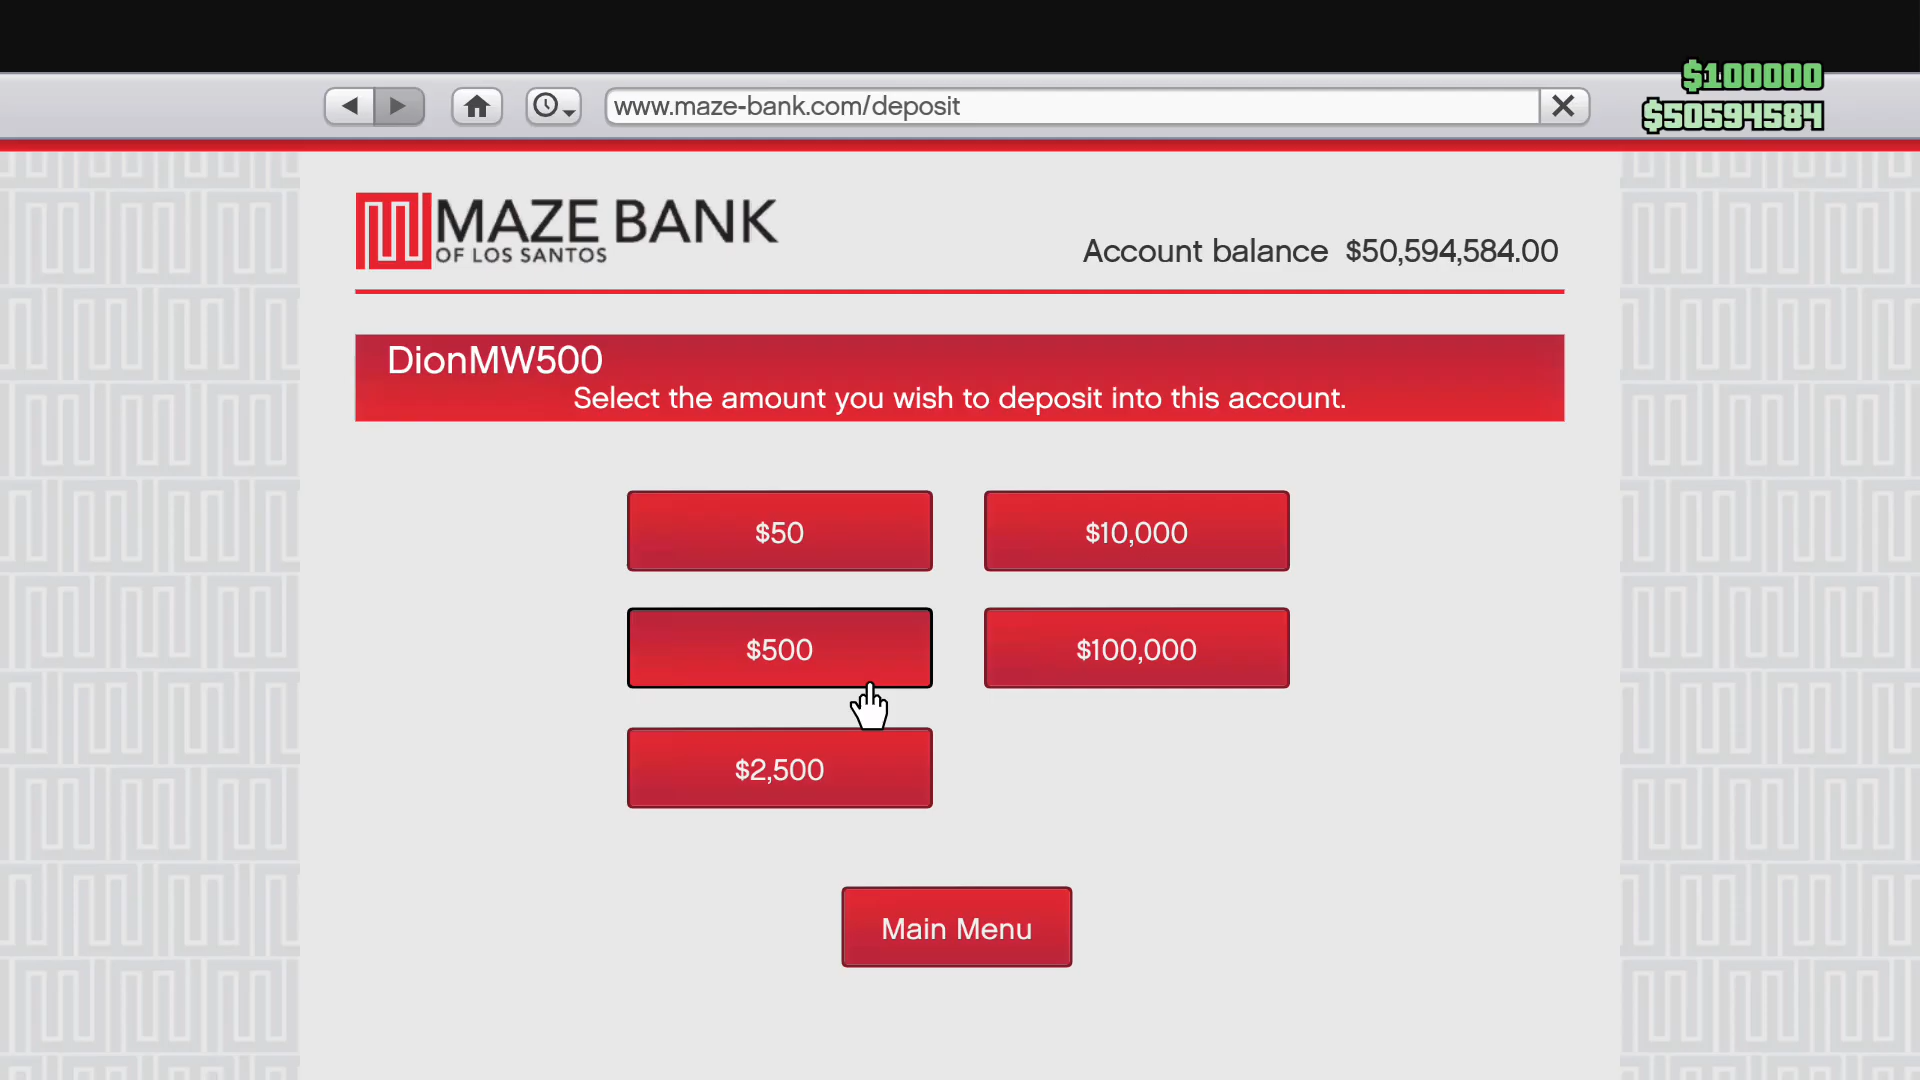 $100000
www.maze-bank.com/deposit
$50594584
MAZE BANK
OF LOS SANTOS
Account balance $50,594,584.00
DionMW500
Select the amount you wish to deposit into this account.
$50
$10,000
$500
$100,000
$2,500
Main Menu